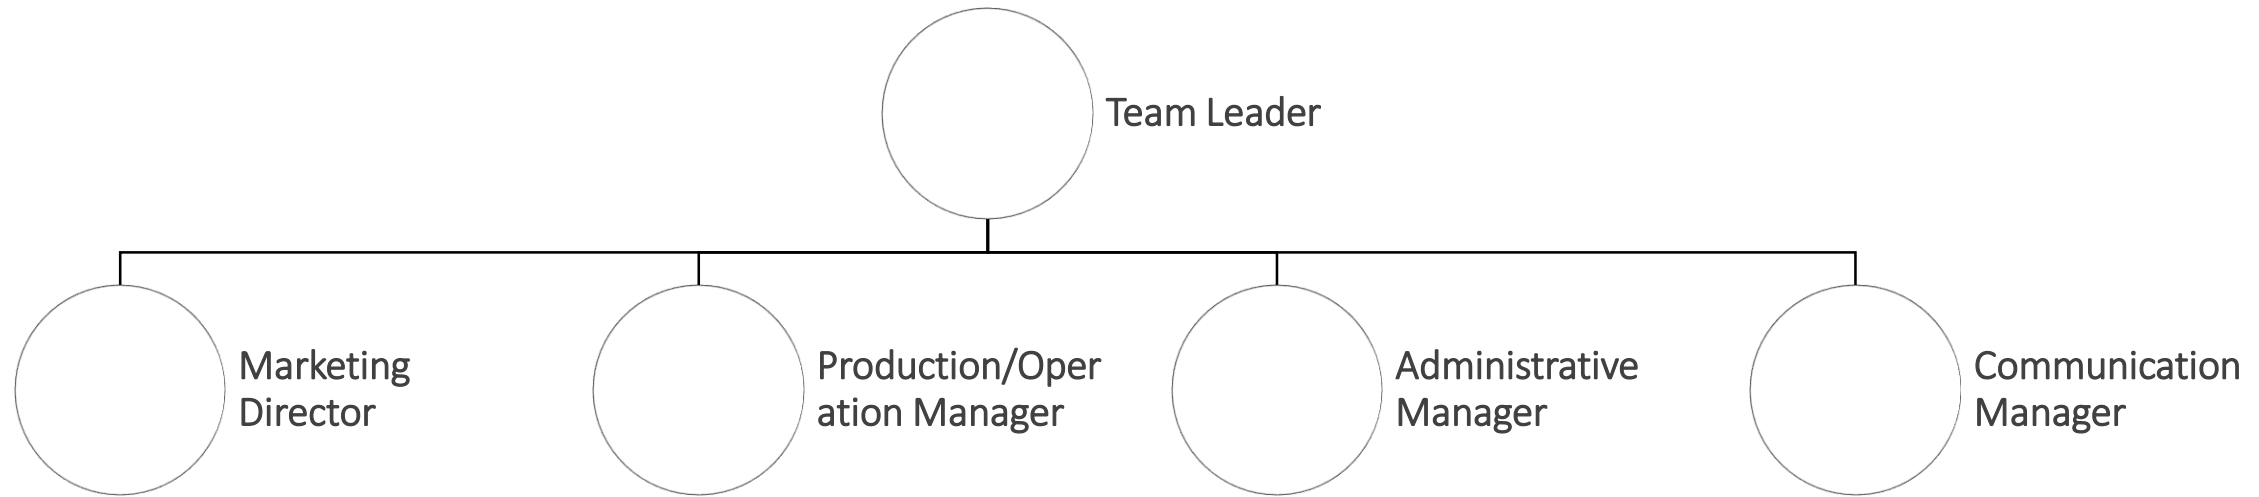 Team Leader
Marketing
Director
Production/Oper
ation Manager
Administrative
Manager
Communication
Manager